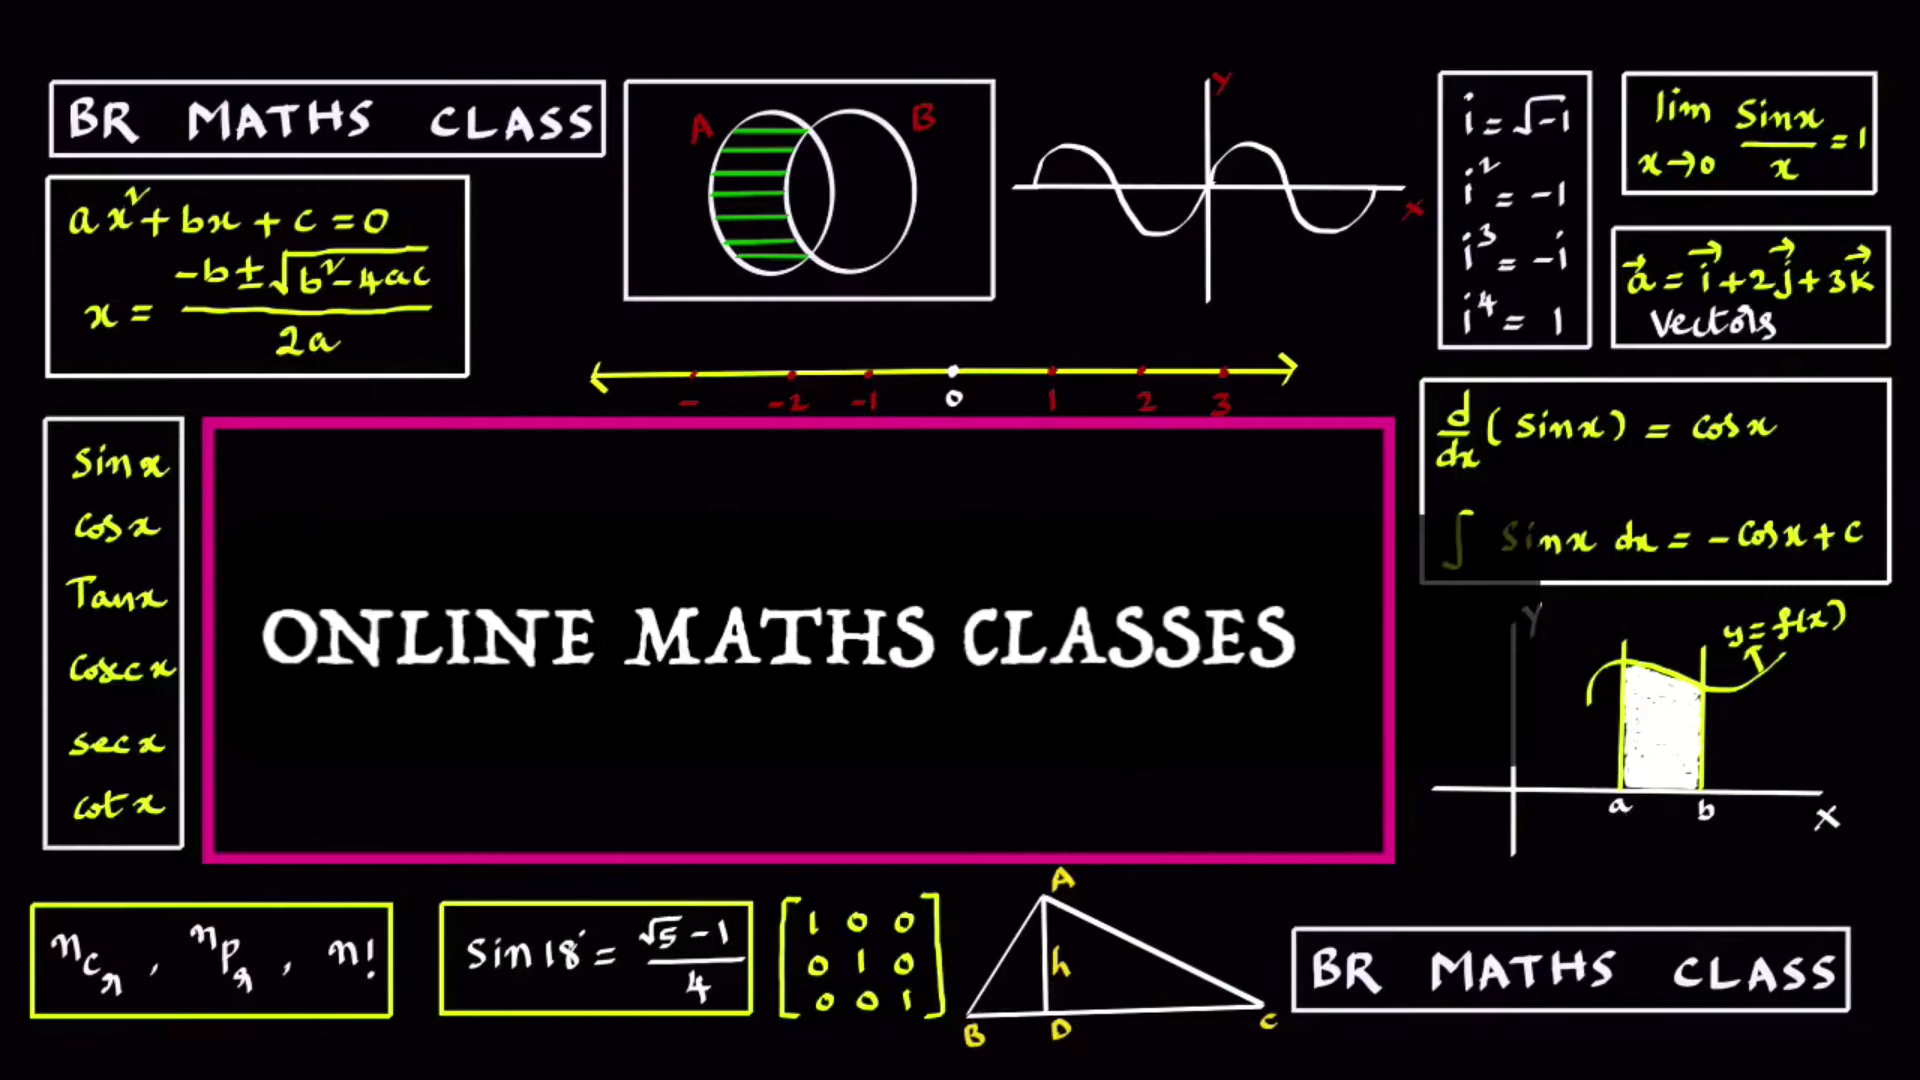 BR MATHS CLASS
ax²+bx+c=0
x = (-b±√(b²-4ac))/2a
A B
Y
X
i=√-1
i²=-1
i³=-i
i⁴=1
lim x→0 Sinx/x =1
a⃗ = i⃗+2j⃗+3k⃗
Vectors
- -2 -1 0 1 2 3
Sinx
Cosx
Tanx
Cosecx
secx
cotx
ONLINE MATHS CLASSES
d/dx (Sinx) = Cosx
∫ Sinx dx = -Cosx+C
Y
y=f(x)
a b X
ⁿCᵣ, ⁿPᵣ, n!
Sin18° = (√5-1)/4
1 0 0
0 1 0
0 0 1
A
h
B D C
BR MATHS CLASS